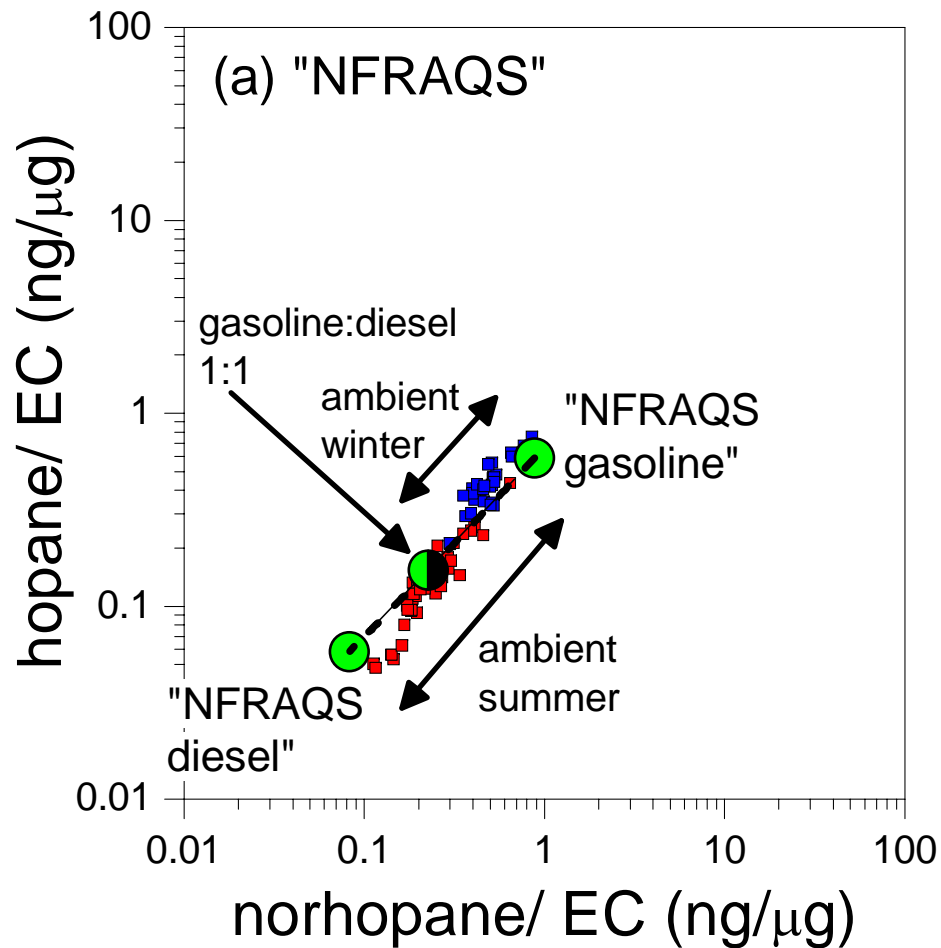 (a) "NFRAQS"
100
10
1
0.1
0.01
hopane/ EC (ng/μg)
gasoline:diesel
1:1
ambient
winter
"NFRAQS
gasoline"
ambient
summer
"NFRAQS
diesel"
0.01
0.1
1
10
100
norhopane/ EC (ng/μg)